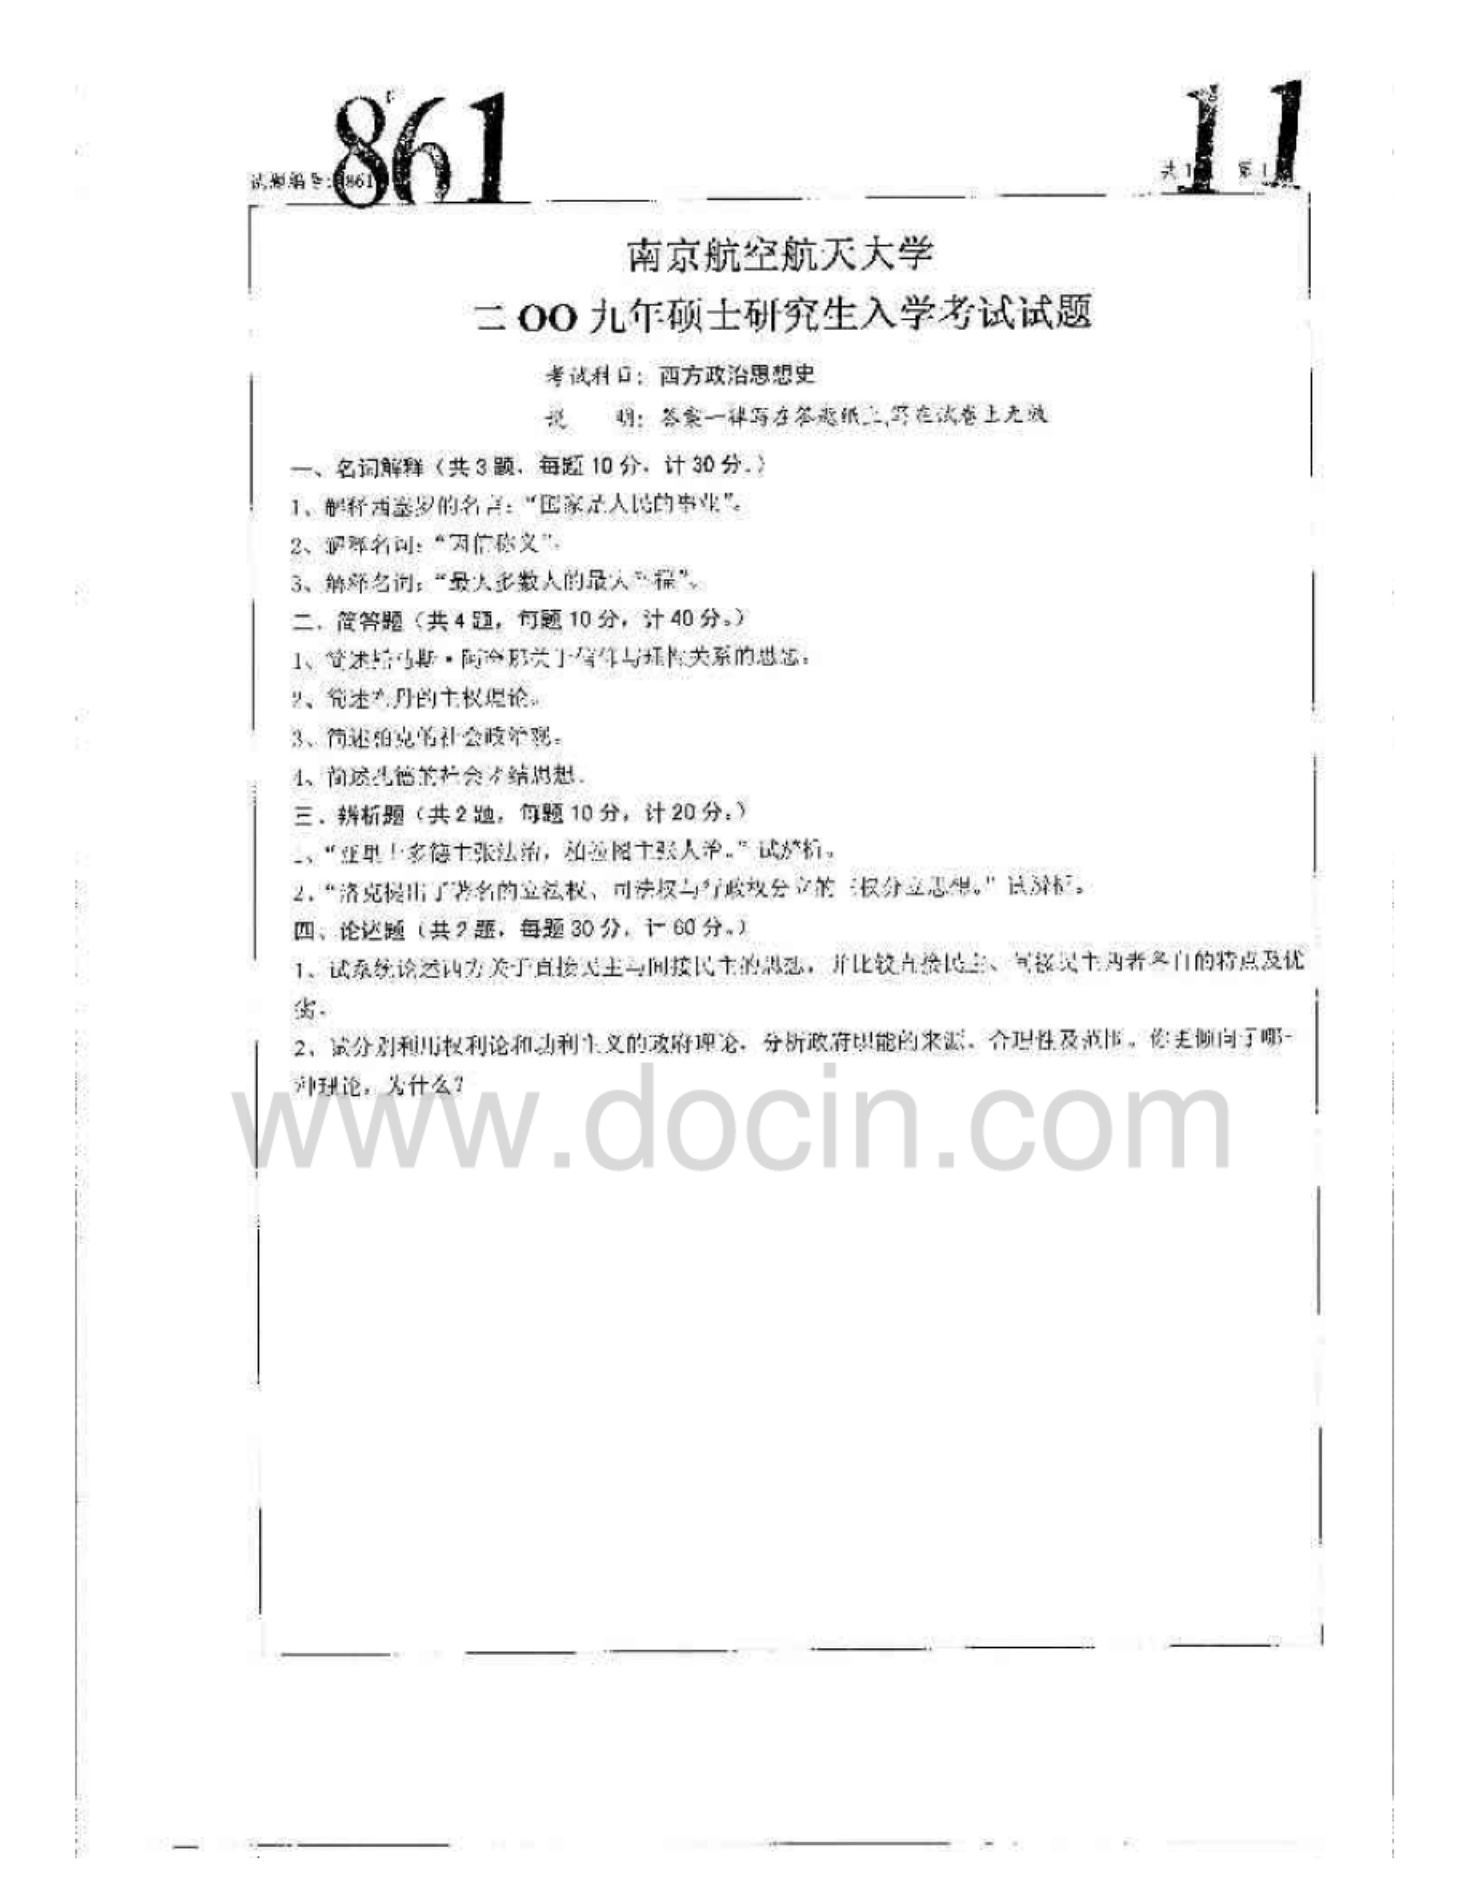 861
11
试题编号: 861
共 1 第 1
南京航空航天大学
二OO九年硕士研究生入学考试试题
考试科目：西方政治思想史
说 明：答案一律写在答题纸上,写在试卷上无效
一、名词解释（共3题，每题10分，计30分。）
1、解释西塞罗的名言：“国家是人民的事业”。
2、解释名词：“因信称义”。
3、解释名词：“最大多数人的最大幸福”。
二、简答题（共4题，每题10分，计40分。）
1、简述托马斯·阿奎那关于信仰与理性关系的思想。
2、简述布丹的主权理论。
3、简述柏克的社会政治观。
4、简述孔德的社会团结思想。
三、辨析题（共2题，每题10分，计20分。）
1、“亚里士多德主张法治，柏拉图主张人治。”试辨析。
2、“洛克提出了著名的立法权、司法权与行政权分立的三权分立思想。”试辨析。
四、论述题（共2题，每题30分，计60分。）
1、试系统论述西方关于直接民主与间接民主的思想，并比较直接民主、间接民主两者各自的特点及优
劣。
2、试分别利用权利论和功利主义的政府理论，分析政府职能的来源、合理性及范围。你更倾向于哪一
种理论，为什么？
www.docin.com